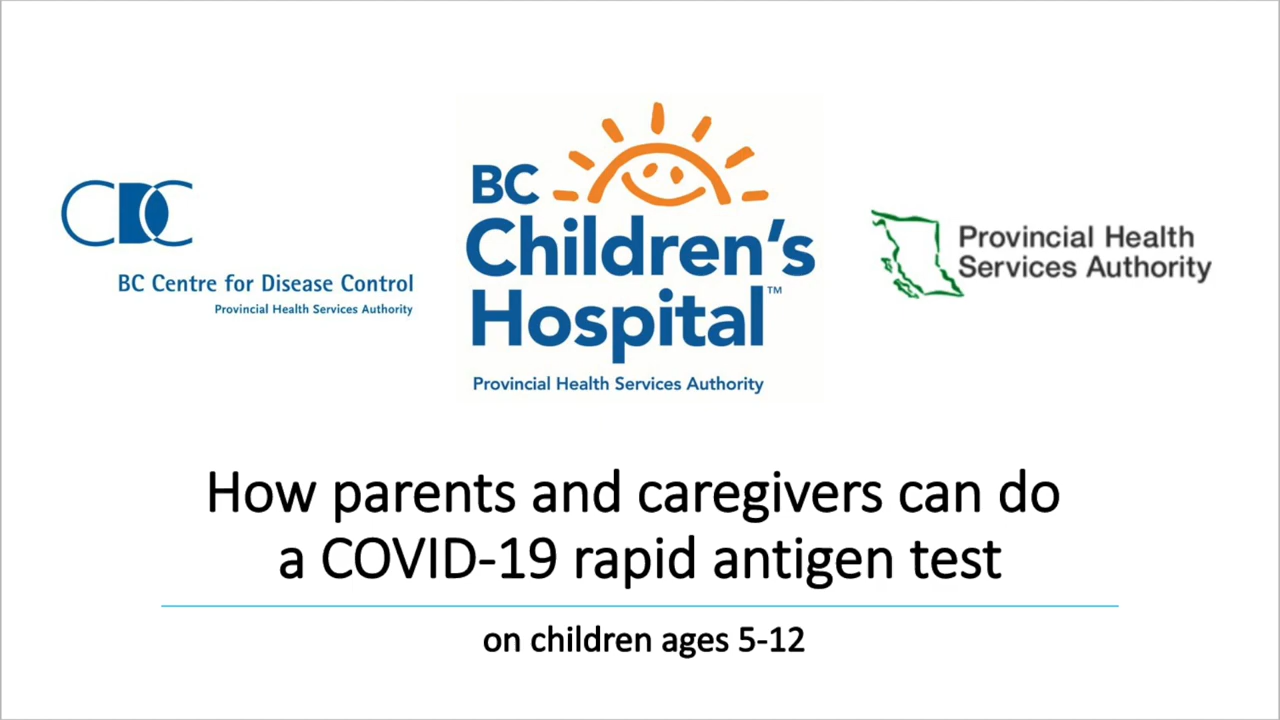 CDC
BC Centre for Disease Control
Provincial Health Services Authority
BC
Children's
Hospital™
Provincial Health Services Authority
Provincial Health
Services Authority
How parents and caregivers can do
a COVID-19 rapid antigen test
on children ages 5-12